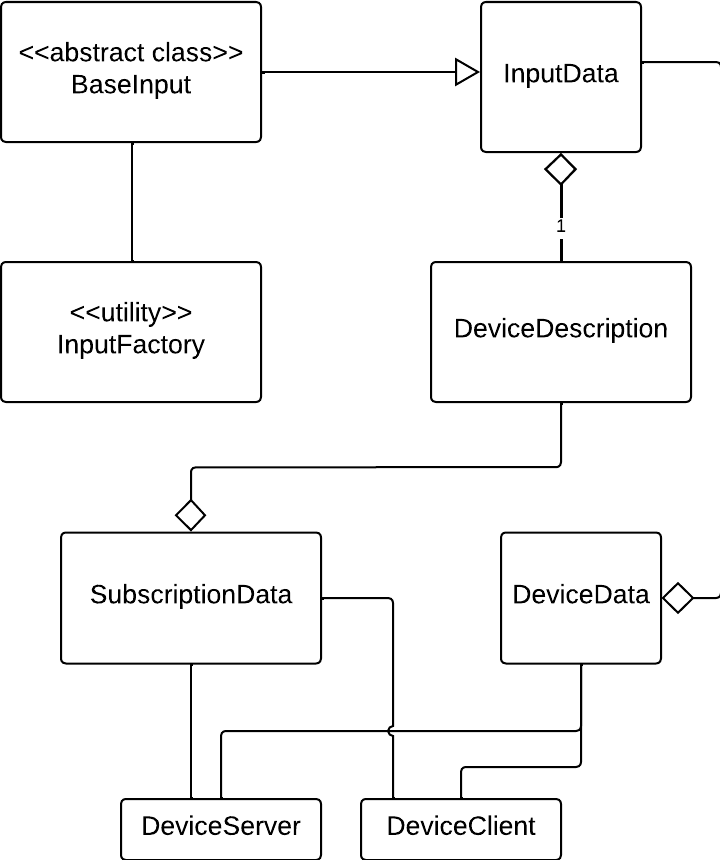 <<abstract class>>
BaseInput
InputData
1
<<utility>>
InputFactory
DeviceDescription
SubscriptionData
DeviceData
DeviceServer
DeviceClient